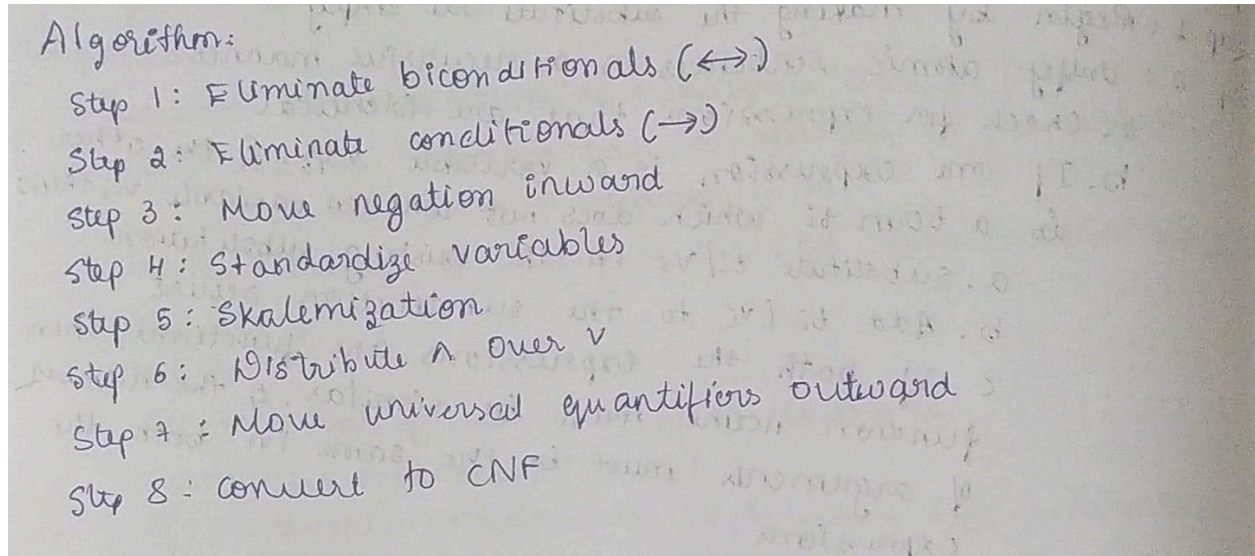 Algorithm:
Step 1: Eliminate biconditionals (↔)
Step 2: Eliminate conditionals (→)
Step 3: Move negation inward
Step 4: Standardize variables
Step 5: Skalemization
Step 6: Distribute ∧ over ∨
Step 7: Move universal quantifiers outward
Step 8: convert to CNF